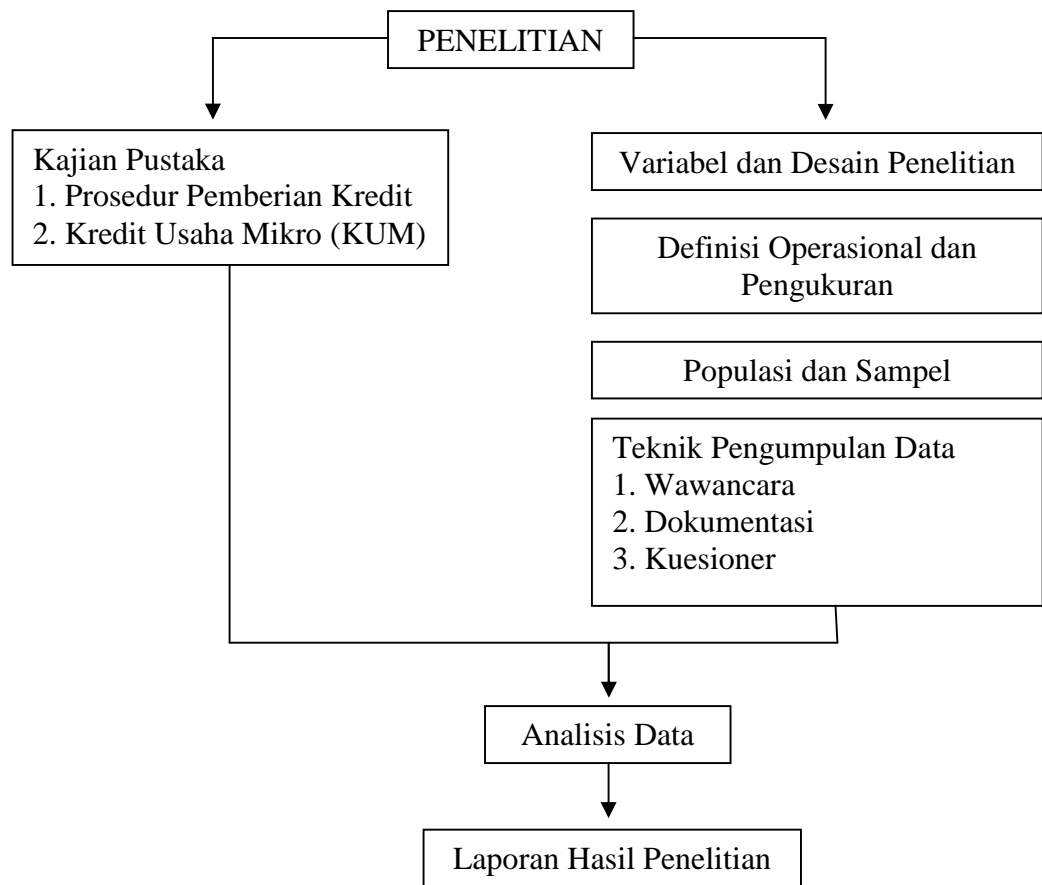 PENELITIAN
Kajian Pustaka
1. Prosedur Pemberian Kredit
2. Kredit Usaha Mikro (KUM)
Variabel dan Desain Penelitian
Definisi Operasional dan
Pengukuran
Populasi dan Sampel
Teknik Pengumpulan Data
1. Wawancara
2. Dokumentasi
3. Kuesioner
Analisis Data
Laporan Hasil Penelitian